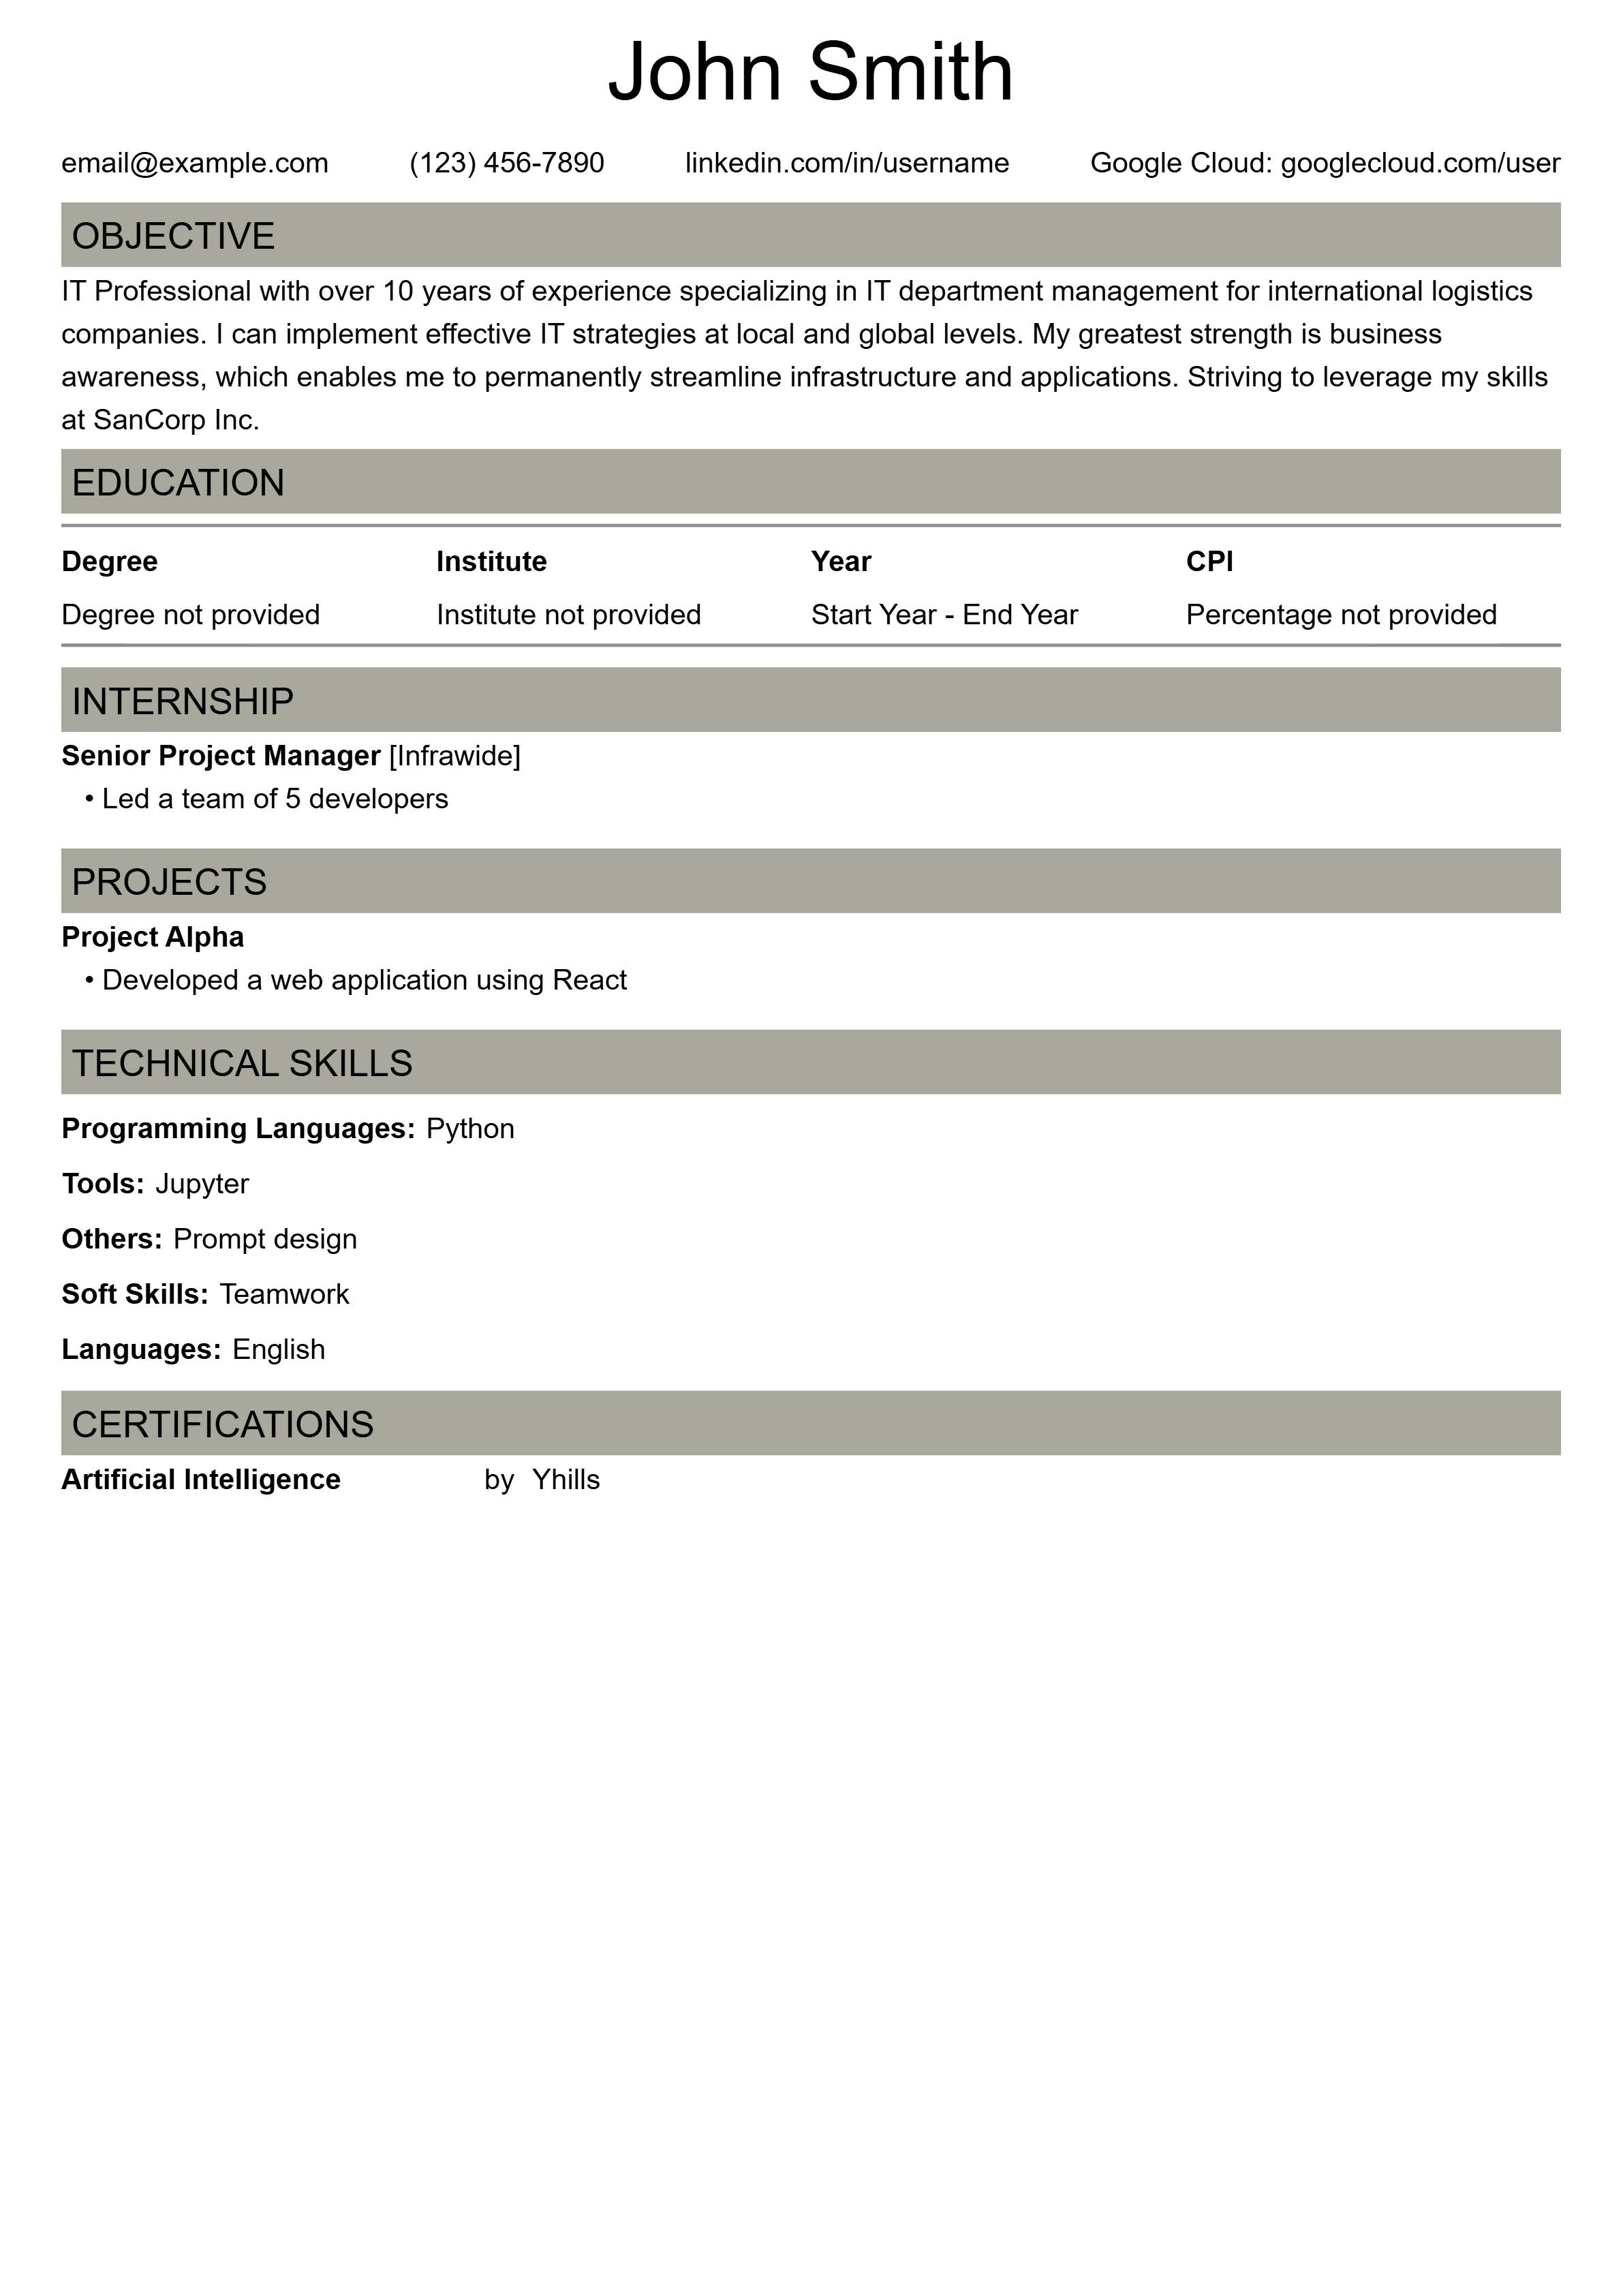 John Smith
email@example.com (123) 456-7890 linkedin.com/in/username Google Cloud: googlecloud.com/user
OBJECTIVE
IT Professional with over 10 years of experience specializing in IT department management for international logistics
companies. I can implement effective IT strategies at local and global levels. My greatest strength is business
awareness, which enables me to permanently streamline infrastructure and applications. Striving to leverage my skills
at SanCorp Inc.
EDUCATION
Degree Institute Year CPI
Degree not provided Institute not provided Start Year - End Year Percentage not provided
INTERNSHIP
Senior Project Manager [Infrawide]
• Led a team of 5 developers
PROJECTS
Project Alpha
• Developed a web application using React
TECHNICAL SKILLS
Programming Languages: Python
Tools: Jupyter
Others: Prompt design
Soft Skills: Teamwork
Languages: English
CERTIFICATIONS
Artificial Intelligence by Yhills